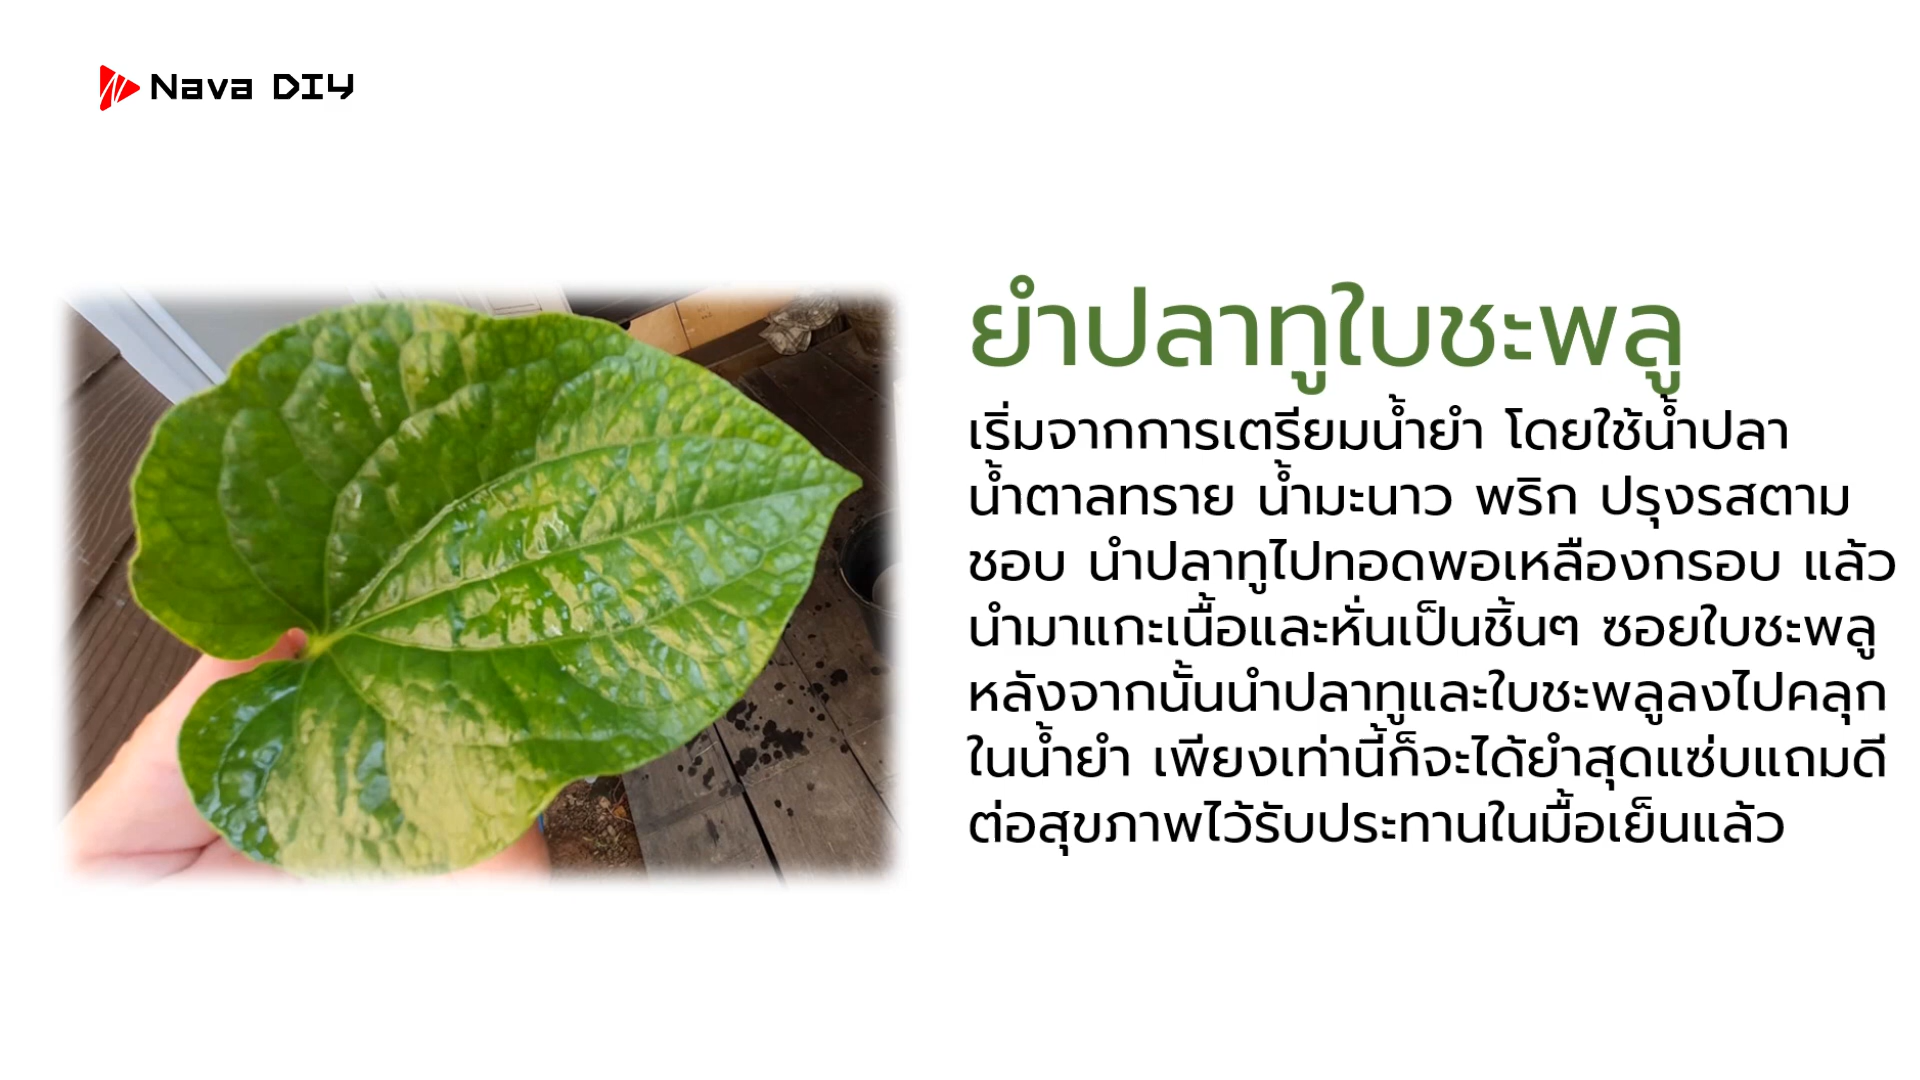 Nava DIY
ยำปลาทูใบชะพลู
เริ่มจากการเตรียมน้ำยำ โดยใช้น้ำปลา
น้ำตาลทราย น้ำมะนาว พริก ปรุงรสตาม
ชอบ นำปลาทูไปทอดพอเหลืองกรอบ แล้ว
นำมาแกะเนื้อและหั่นเป็นชิ้นๆ ซอยใบชะพลู
หลังจากนั้นนำปลาทูและใบชะพลูลงไปคลุก
ในน้ำยำ เพียงเท่านี้ก็จะได้ยำสุดแซ่บแถมดี
ต่อสุขภาพไว้รับประทานในมื้อเย็นแล้ว